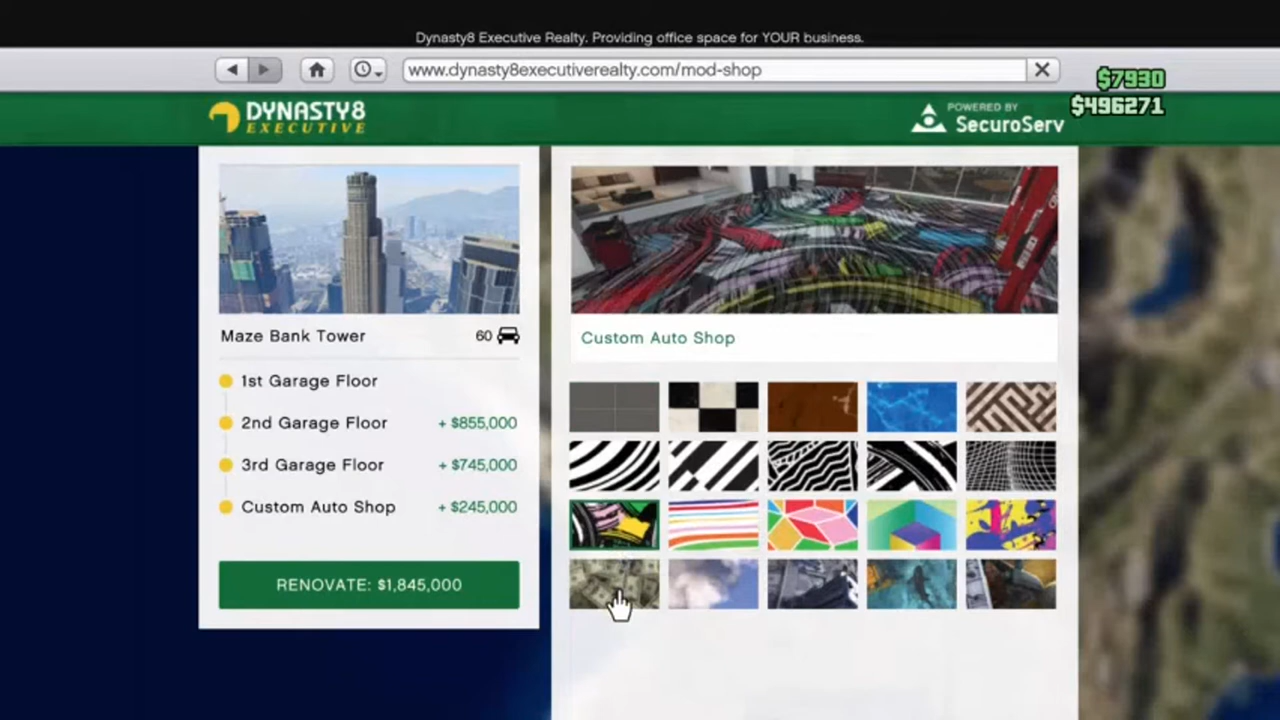 Dynasty8 Executive Realty. Providing office space for YOUR business.
www.dynasty8executiverealty.com/mod-shop
$7930
$496271
DYNASTY8
EXECUTIVE
POWERED BY
SecuroServ
Maze Bank Tower 60
Custom Auto Shop
1st Garage Floor
2nd Garage Floor + $855,000
3rd Garage Floor + $745,000
Custom Auto Shop + $245,000
RENOVATE: $1,845,000